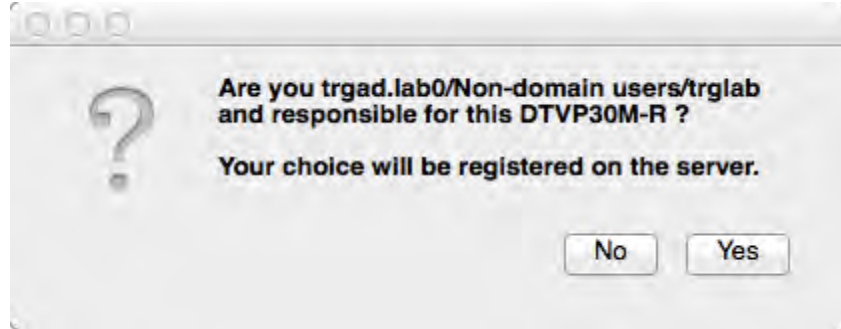 Are you trgad.lab0/Non-domain users/trglab
and responsible for this DTVP30M-R ?
Your choice will be registered on the server.
No
Yes